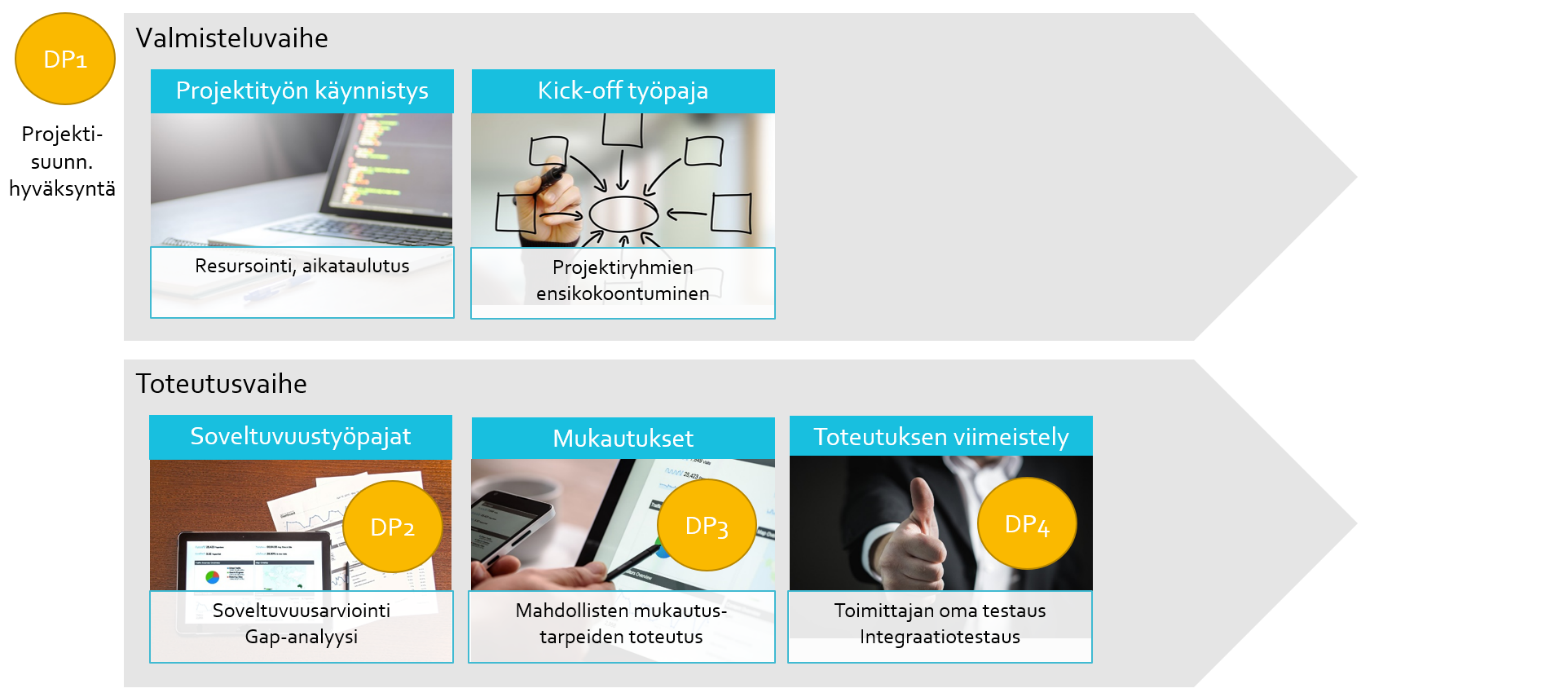 DP1
Projekti-
suunn.
hyväksyntä
Valmisteluvaihe
Projektityön käynnistys
Resursointi, aikataulutus
Kick-off työpaja
Projektiryhmien
ensikokoontuminen
Toteutusvaihe
Soveltuvuustyöpajat
DP2
Soveltuvuusarviointi
Gap-analyysi
Mukautukset
DP3
Mahdollisten mukautus-
tarpeiden toteutus
Toteutuksen viimeistely
DP4
Toimittajan oma testaus
Integraatiotestaus